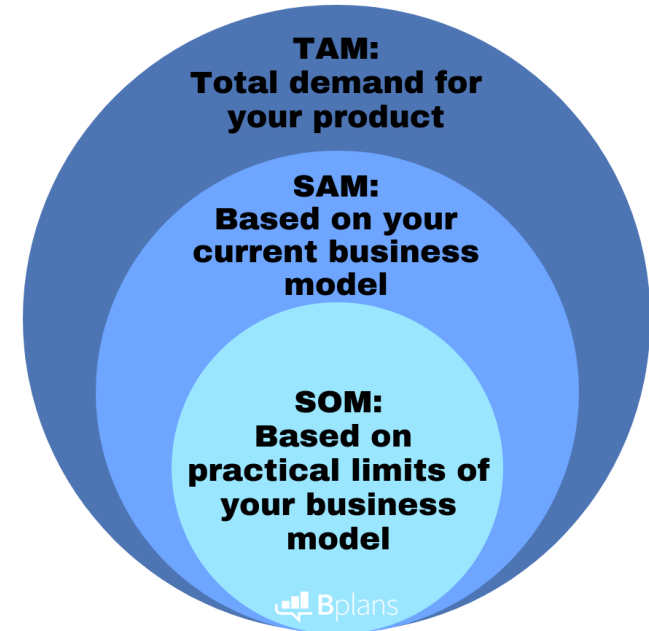 TAM:
Total demand for
your product
SAM:
Based on your
current business
model
SOM:
Based on
practical limits of
your business
model
Bplans